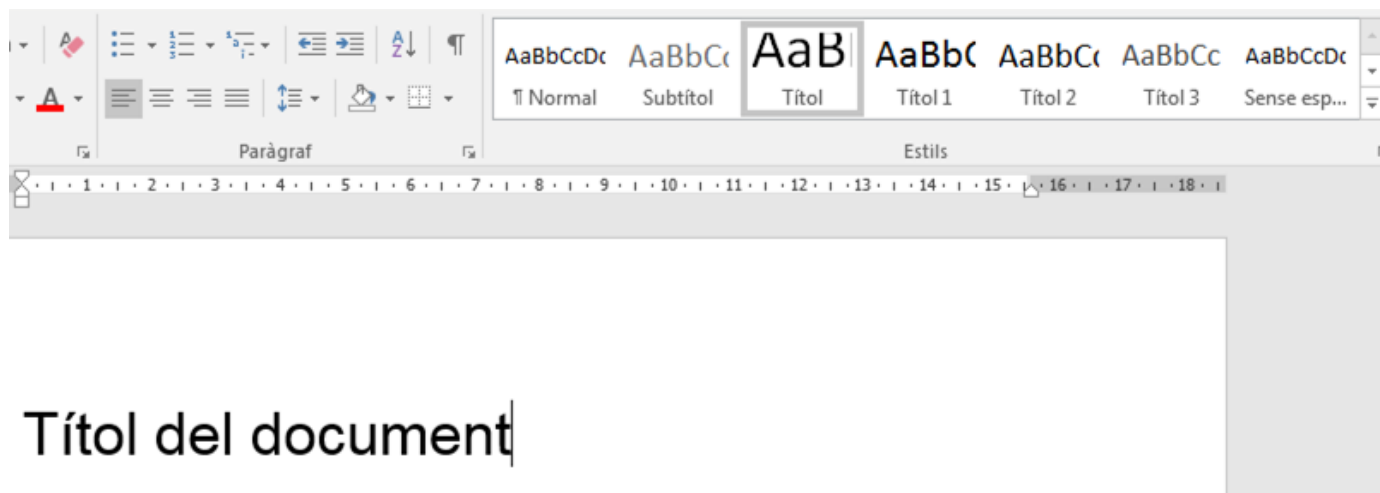 AaBbCcDc AaBbCc AaB AaBb( AaBbCc AaBbCc AaBbCcDc
¶ Normal Subtítol Títol Títol 1 Títol 2 Títol 3 Sense esp...
Paràgraf Estils
1 2 3 4 5 6 7 8 9 10 11 12 13 14 15 16 17 18
Títol del document